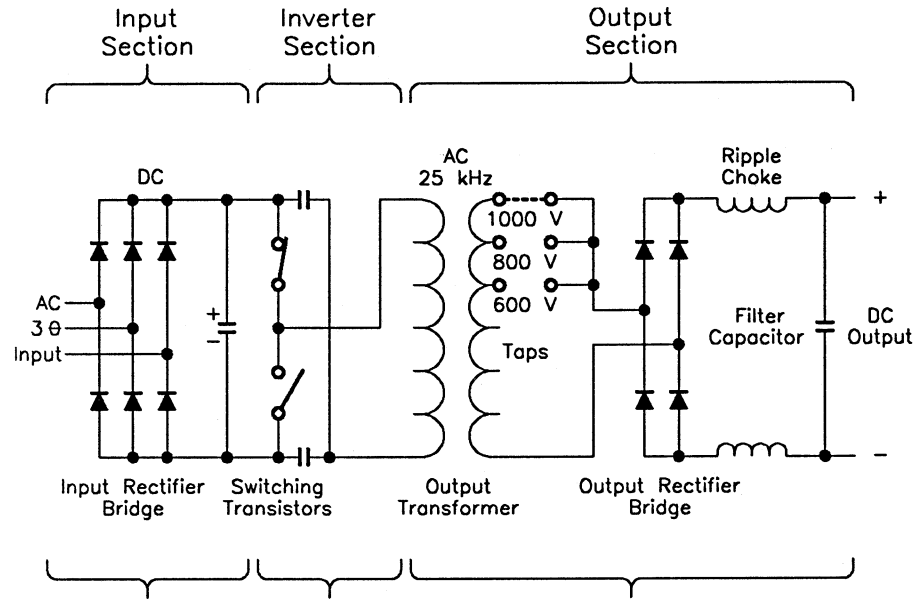 Input
Section
Inverter
Section
Output
Section
DC
AC
25 kHz
Ripple
Choke
1000 V
800 V
600 V
Taps
+
AC
3 θ
Input
+
−
Filter
Capacitor
DC
Output
−
Input Rectifier
Bridge
Switching
Transistors
Output
Transformer
Output Rectifier
Bridge